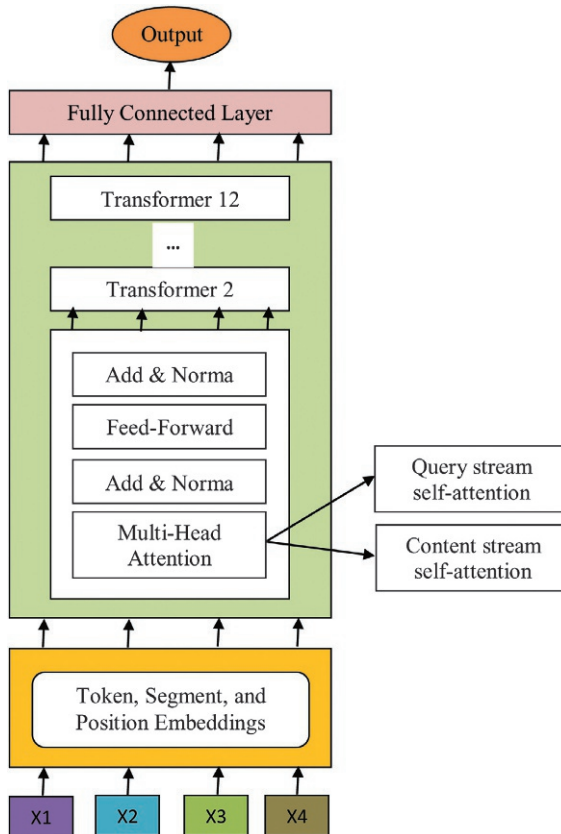 Output
Fully Connected Layer
Transformer 12
...
Transformer 2
Add & Norma
Feed-Forward
Add & Norma
Multi-Head
Attention
Query stream
self-attention
Content stream
self-attention
Token, Segment, and
Position Embeddings
X1 X2 X3 X4